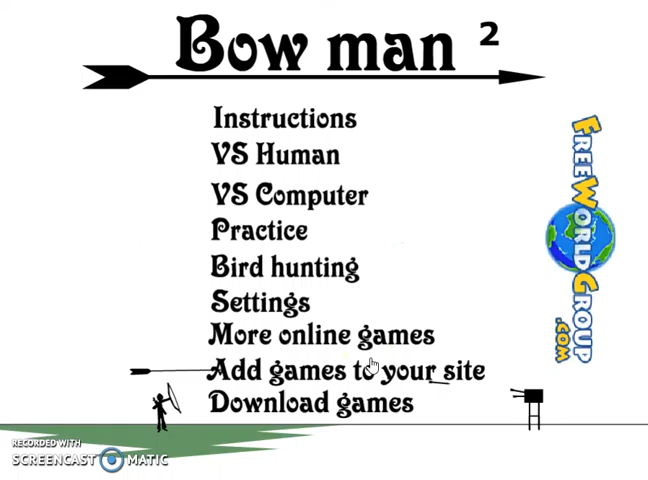 Bow man 2
Instructions
VS Human
VS Computer
Practice
Bird hunting
Settings
More online games
Add games to your site
Download games
FreeWorldGroup
.com
RECORDED WITH
SCREENCAST MATIC